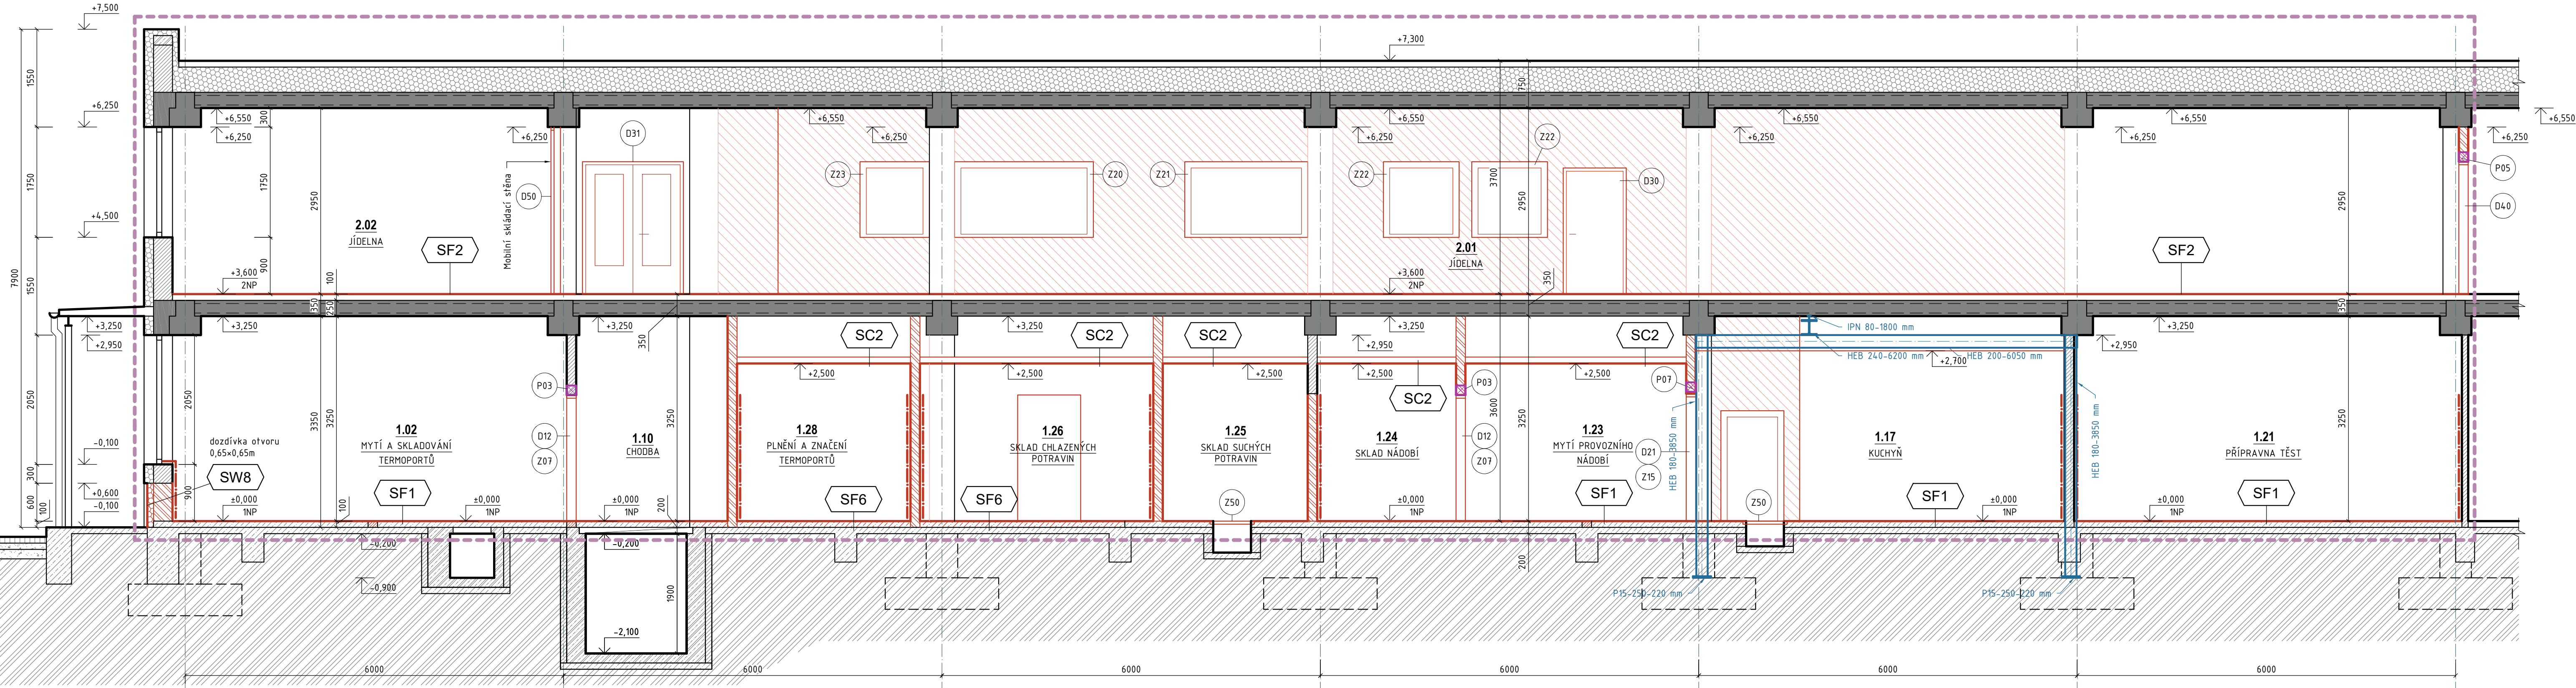 +7,500
+7,300
7900
1550
1750
1550
2050
300
600
100
+6,250
+4,500
+3,250
+2,950
-0,100
+0,600
-0,100
750
+6,550
+6,250
300
1750
900
2950
100
+6,550
+6,250
+6,550
+6,250
+6,550
+6,250
+6,550
+6,250
+6,550
+6,250
+6,250
+6,550
2.02
JÍDELNA
SF2
+3,600
2NP
Mobilní skládací stěna
D50
D31
Z23
Z20
Z21
Z22
Z22
D30
3700
2950
2.01
JÍDELNA
+3,600
2NP
350
SF2
2950
P05
D40
350
250
350
+3,250
+3,250
350
SC2
+3,250
SC2
SC2
+3,250
+2,950
SC2
IPN 80-1800 mm
HEB 240-6200 mm
HEB 200-6050 mm
+2,700
+3,250
+2,950
+2,500
+2,500
+2,500
+2,500
+2,500
SC2
P03
P03
P07
2050
900
3350
3250
100
dozdívka otvoru
0,65×0,65m
SW8
1.02
MYTÍ A SKLADOVÁNÍ
TERMOPORTŮ
SF1
±0,000
1NP
±0,000
1NP
D12
Z07
1.10
CHODBA
±0,000
1NP
3250
200
1.28
PLNĚNÍ A ZNAČENÍ
TERMOPORTŮ
SF6
1.26
SKLAD CHLAZENÝCH
POTRAVIN
SF6
1.25
SKLAD SUCHÝCH
POTRAVIN
Z50
1.24
SKLAD NÁDOBÍ
±0,000
1NP
D12
Z07
3600
3250
1.23
MYTÍ PROVOZNÍHO
NÁDOBÍ
SF1
D21
Z15
HEB 180-3850 mm
Z50
1.17
KUCHYŇ
SF1
±0,000
1NP
HEB 180-3850 mm
±0,000
1NP
1.21
PŘÍPRAVNA TĚST
SF1
3250
-0,200
-0,900
-0,200
1900
-2,100
200
P15-250-220 mm
P15-250-220 mm
6000
6000
6000
6000
6000
6000